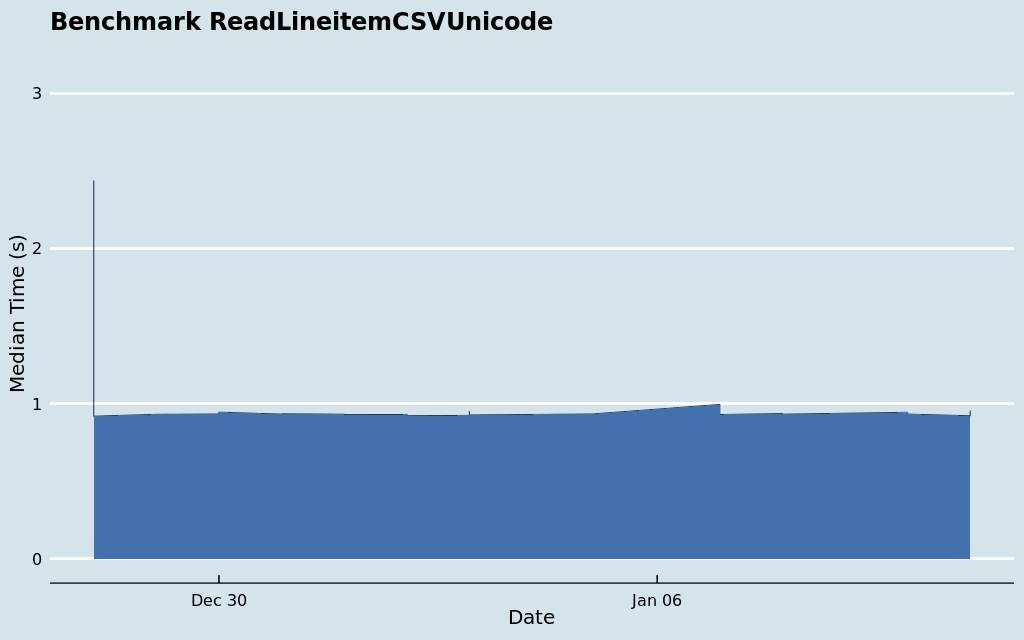 Benchmark ReadLineitemCSVUnicode
3
2
1
0
Median Time (s)
Dec 30
Jan 06
Date